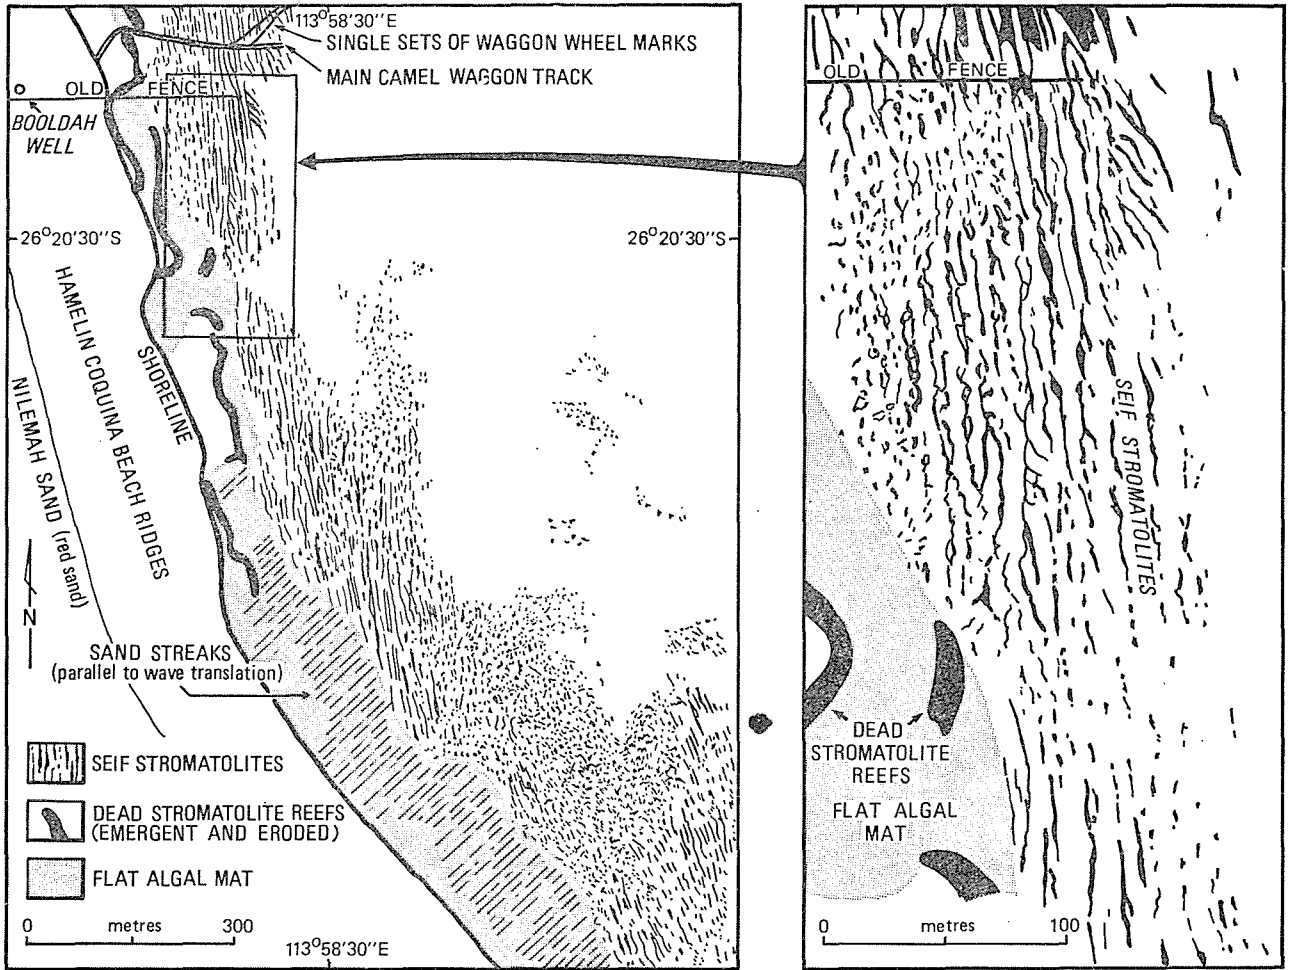 113°58'30''E
SINGLE SETS OF WAGGON WHEEL MARKS
MAIN CAMEL WAGGON TRACK
OLD FENCE
BOOLDAH
WELL
26°20'30''S
26°20'30''S
HAMELIN COQUINA BEACH RIDGES
SHORELINE
NILEMAH SAND (red sand)
N
SAND STREAKS
(parallel to wave translation)
SEIF STROMATOLITES
DEAD STROMATOLITE REEFS
(EMERGENT AND ERODED)
FLAT ALGAL MAT
0 metres 300
113°58'30''E
OLD FENCE
SEIF STROMATOLITES
DEAD
STROMATOLITE
REEFS
FLAT ALGAL
MAT
0 metres 100